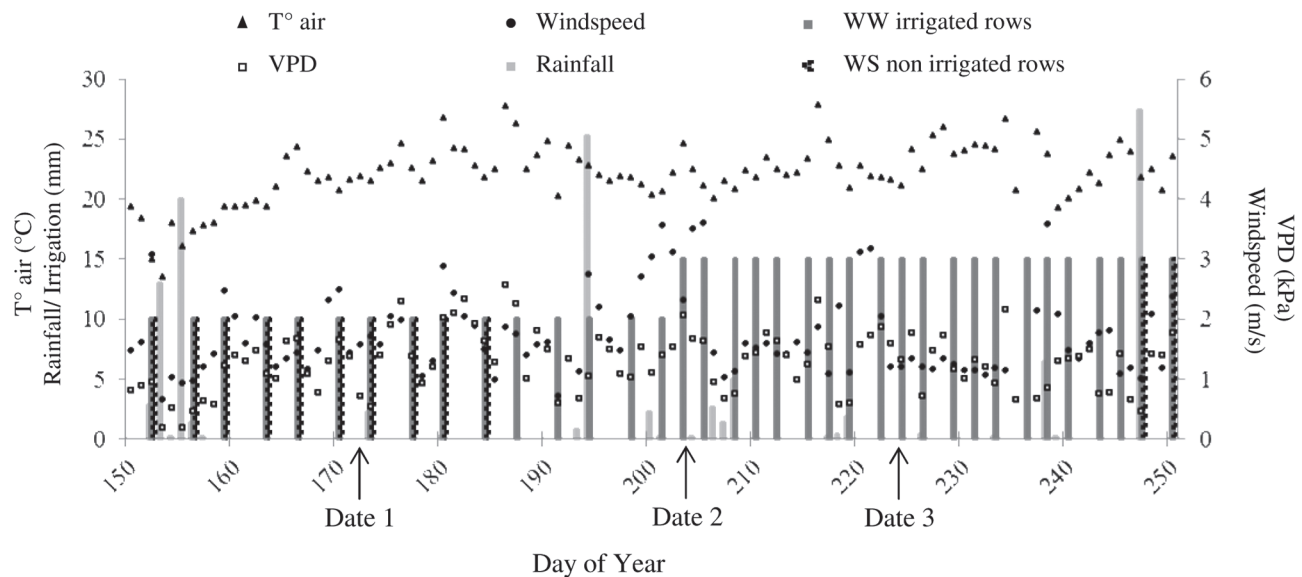 T° air
Windspeed
WW irrigated rows
VPD
Rainfall
WS non irrigated rows
30
25
20
15
10
5
0
T° air (°C)
Rainfall/ Irrigation (mm)
6
5
4
3
2
1
0
VPD (kPa)
Windspeed (m/s)
150
160
170
180
190
200
210
220
230
240
250
Date 1
Date 2
Date 3
Day of Year